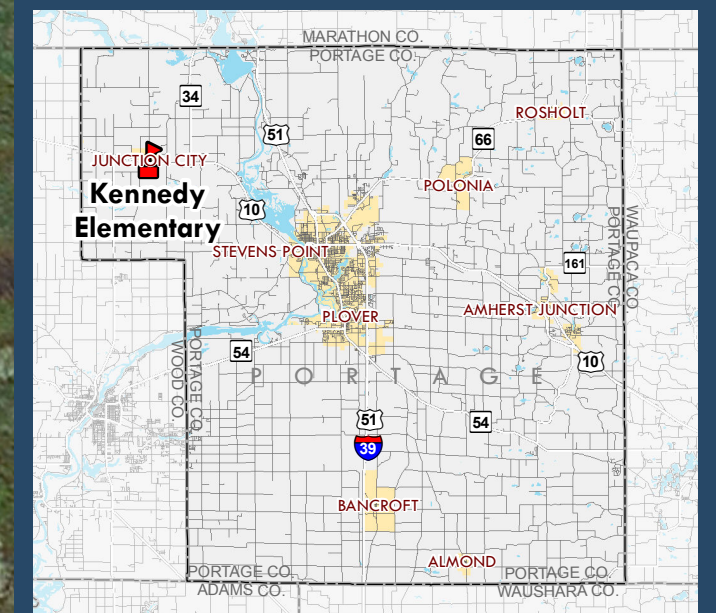 MARATHON CO.
PORTAGE CO.
34
51
ROSHOLT
66
JUNCTION CITY
POLONIA
Kennedy
Elementary
10
WAUPACA CO.
PORTAGE CO.
STEVENS POINT
161
PLOVER
AMHERST JUNCTION
PORTAGE CO.
WOOD CO.
54
10
PORTAGE
51
54
39
BANCROFT
ALMOND
PORTAGE CO.
ADAMS CO.
PORTAGE CO.
WAUSHARA CO.